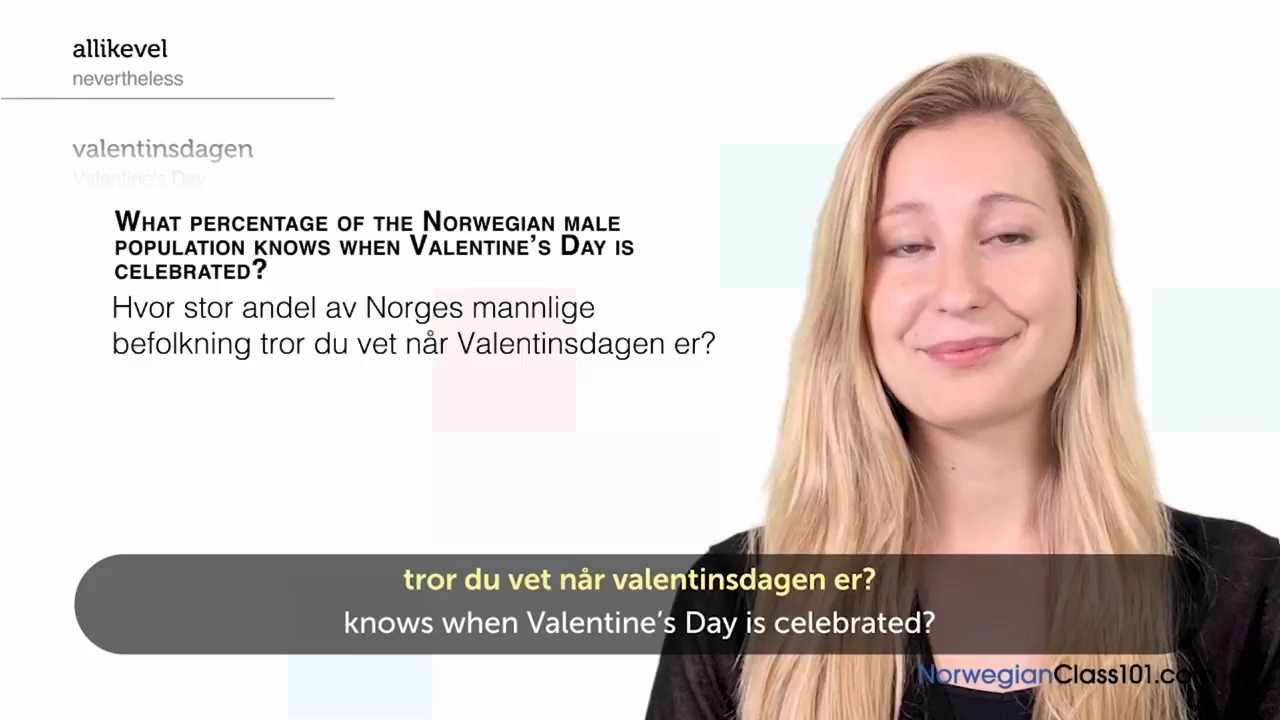 allikevel
nevertheless
valentinsdagen
Valentine's Day
WHAT PERCENTAGE OF THE NORWEGIAN MALE
POPULATION KNOWS WHEN VALENTINE'S DAY IS
CELEBRATED?
Hvor stor andel av Norges mannlige
befolkning tror du vet når Valentinsdagen er?
tror du vet når valentinsdagen er?
knows when Valentine's Day is celebrated?
NorwegianClass101.com